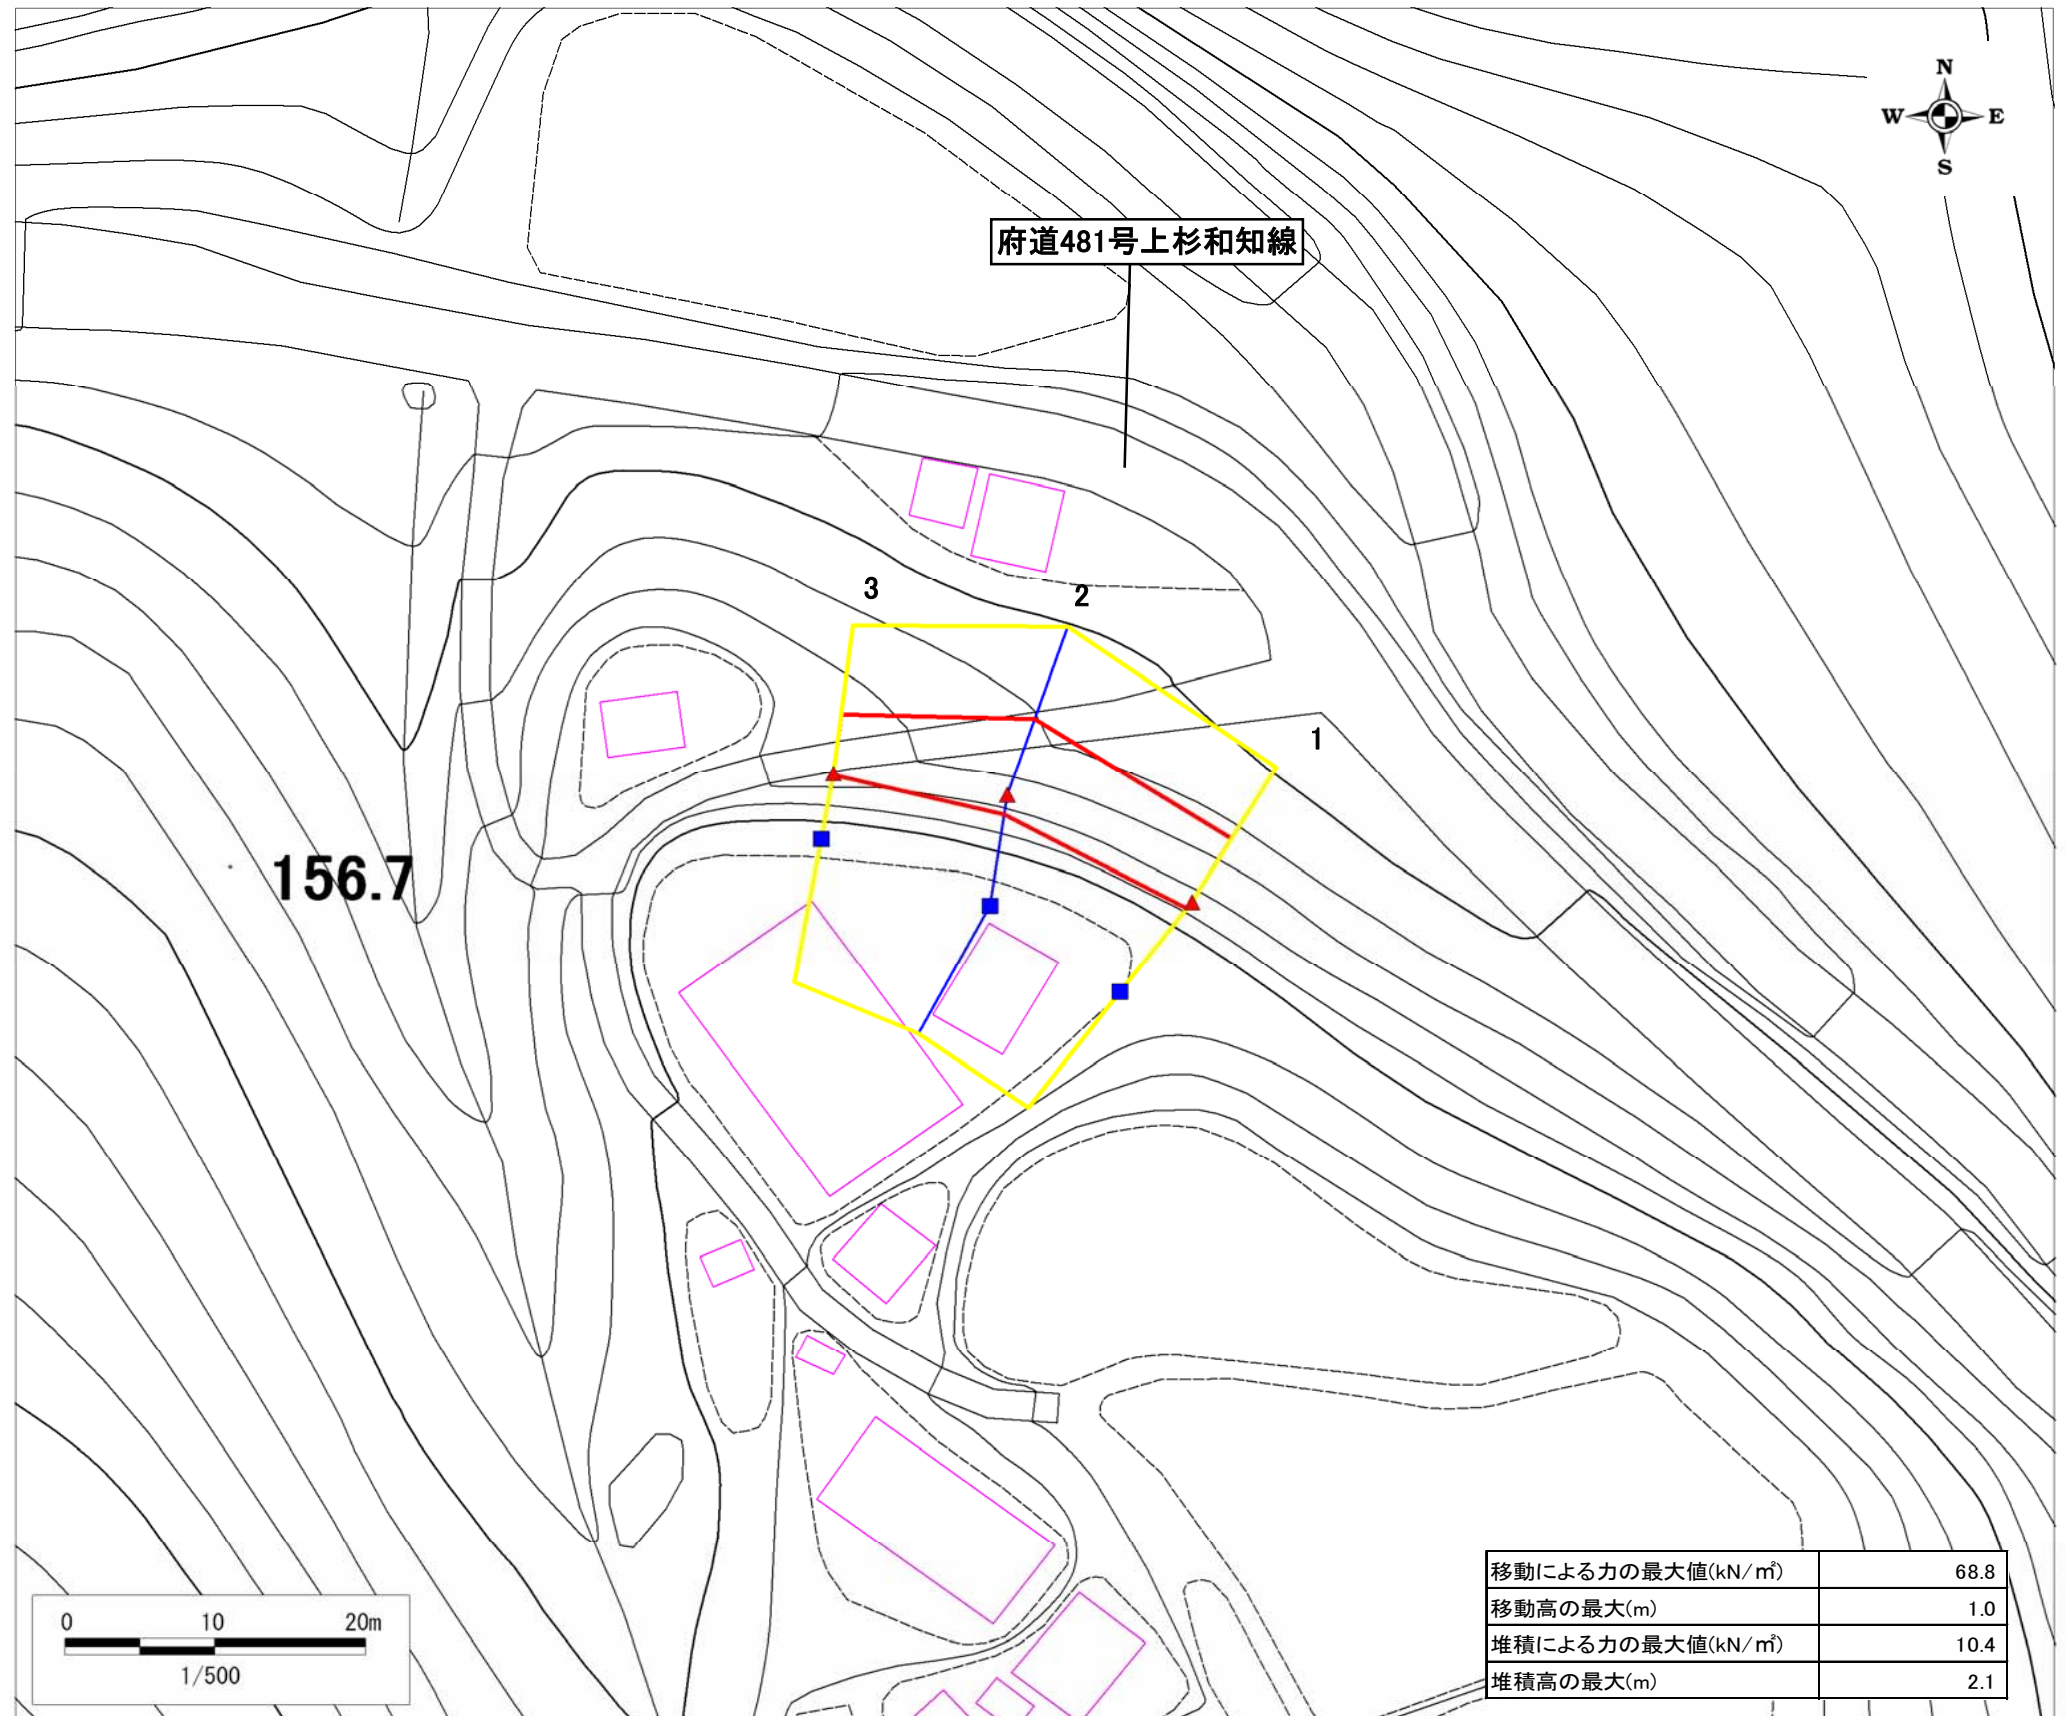 N
W E
S
府道481号上杉和知線
3
2
1
156.7
移動による力の最大値(kN/㎡) 68.8
移動高の最大(m) 1.0
堆積による力の最大値(kN/㎡) 10.4
堆積高の最大(m) 2.1
0 10 20m
1/500